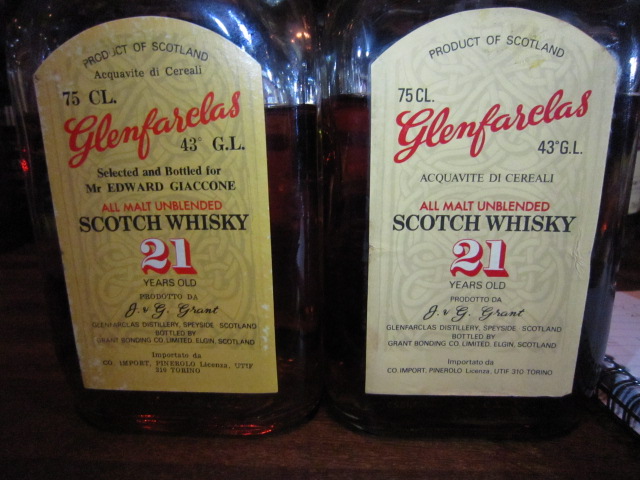 PRODUCT OF SCOTLAND
Acquavite di Cereali
75 CL.
Glenfarclas
43° G.L.
Selected and Bottled for
Mr EDWARD GIACCONE
ALL MALT UNBLENDED
SCOTCH WHISKY
21
YEARS OLD
PRODOTTO DA
J. & G. Grant
GLENFARCLAS DISTILLERY, SPEYSIDE, SCOTLAND
BOTTLED BY
GRANT BONDING CO, LIMITED, ELGIN, SCOTLAND
Importato da
CO. IMPORT, PINEROLO Licenza, UTIF
310 TORINO
PRODUCT OF SCOTLAND
75 CL.
Glenfarclas
43° G.L.
ACQUAVITE DI CEREALI
ALL MALT UNBLENDED
SCOTCH WHISKY
21
YEARS OLD
PRODOTTO DA
J. & G. Grant
GLENFARCLAS DISTILLERY, SPEYSIDE, SCOTLAND
BOTTLED BY
GRANT BONDING CO, LIMITED, ELGIN, SCOTLAND
Importato da
CO. IMPORT, PINEROLO Licenza, UTIF 310 TORINO